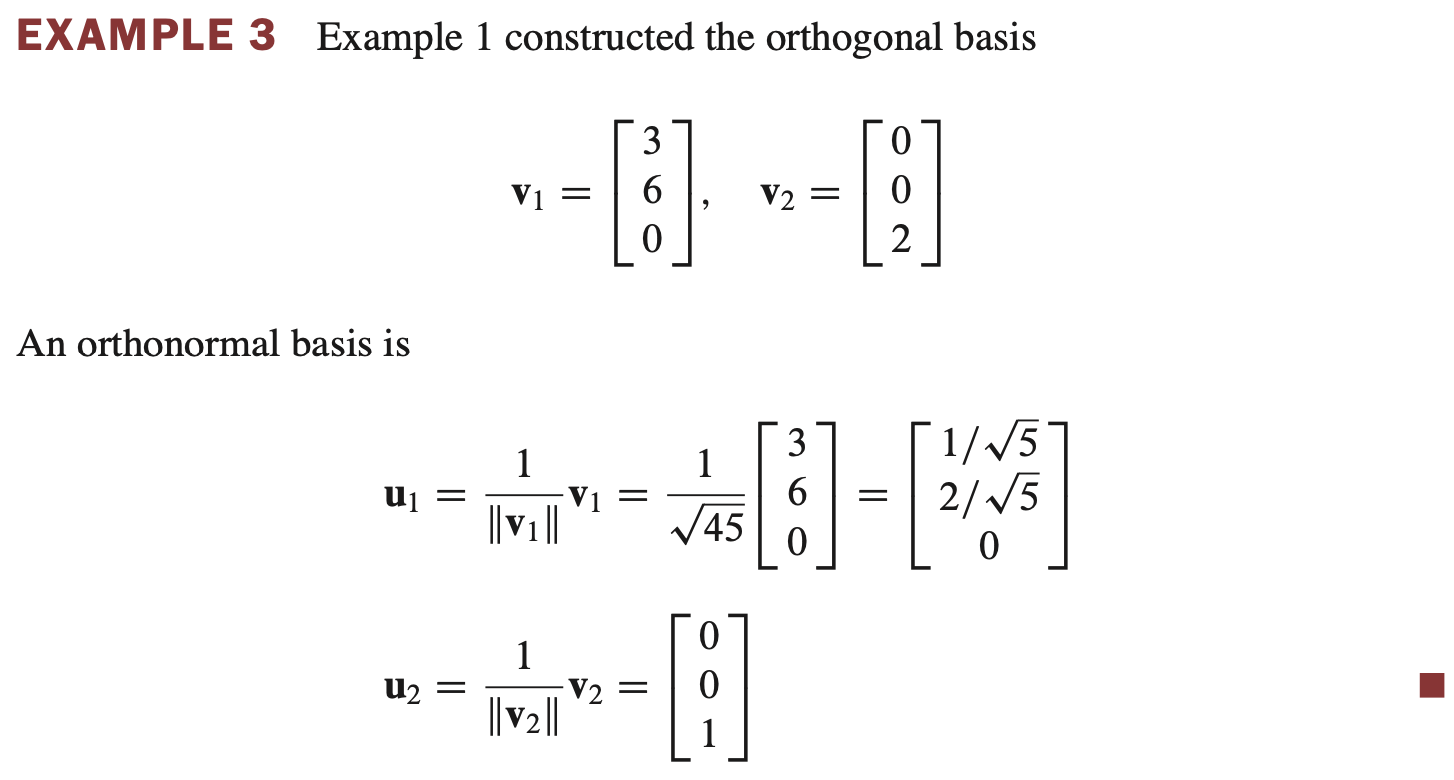 EXAMPLE 3 Example 1 constructed the orthogonal basis
v₁ = [3 6 0], v₂ = [0 0 2]
An orthonormal basis is
u₁ = 1/‖v₁‖ v₁ = 1/√45 [3 6 0] = [1/√5 2/√5 0]
u₂ = 1/‖v₂‖ v₂ = [0 0 1]